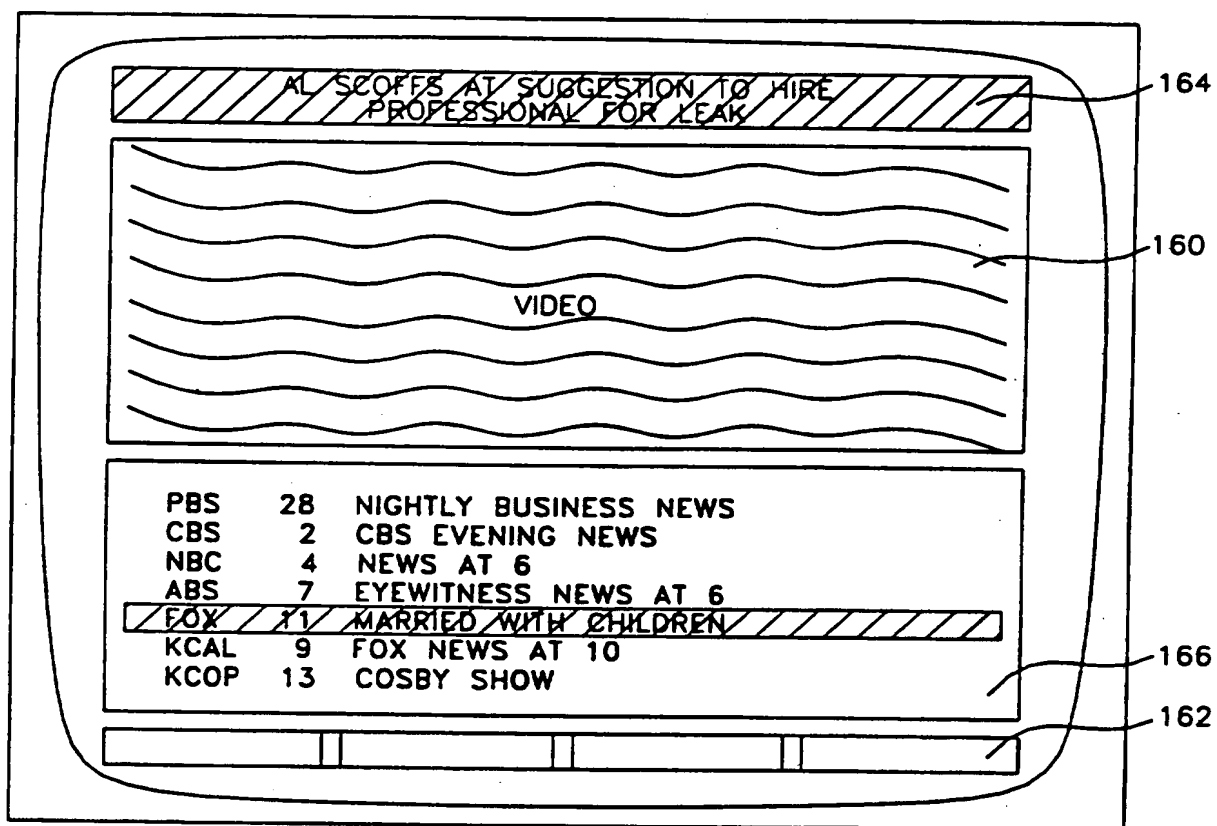 AL SCOFFS AT SUGGESTION TO HIRE
PROFESSIONAL FOR LEAK
164
160
VIDEO
PBS 28 NIGHTLY BUSINESS NEWS
CBS 2 CBS EVENING NEWS
NBC 4 NEWS AT 6
ABS 7 EYEWITNESS NEWS AT 6
FOX 11 MARRIED WITH CHILDREN
KCAL 9 FOX NEWS AT 10
KCOP 13 COSBY SHOW
166
162